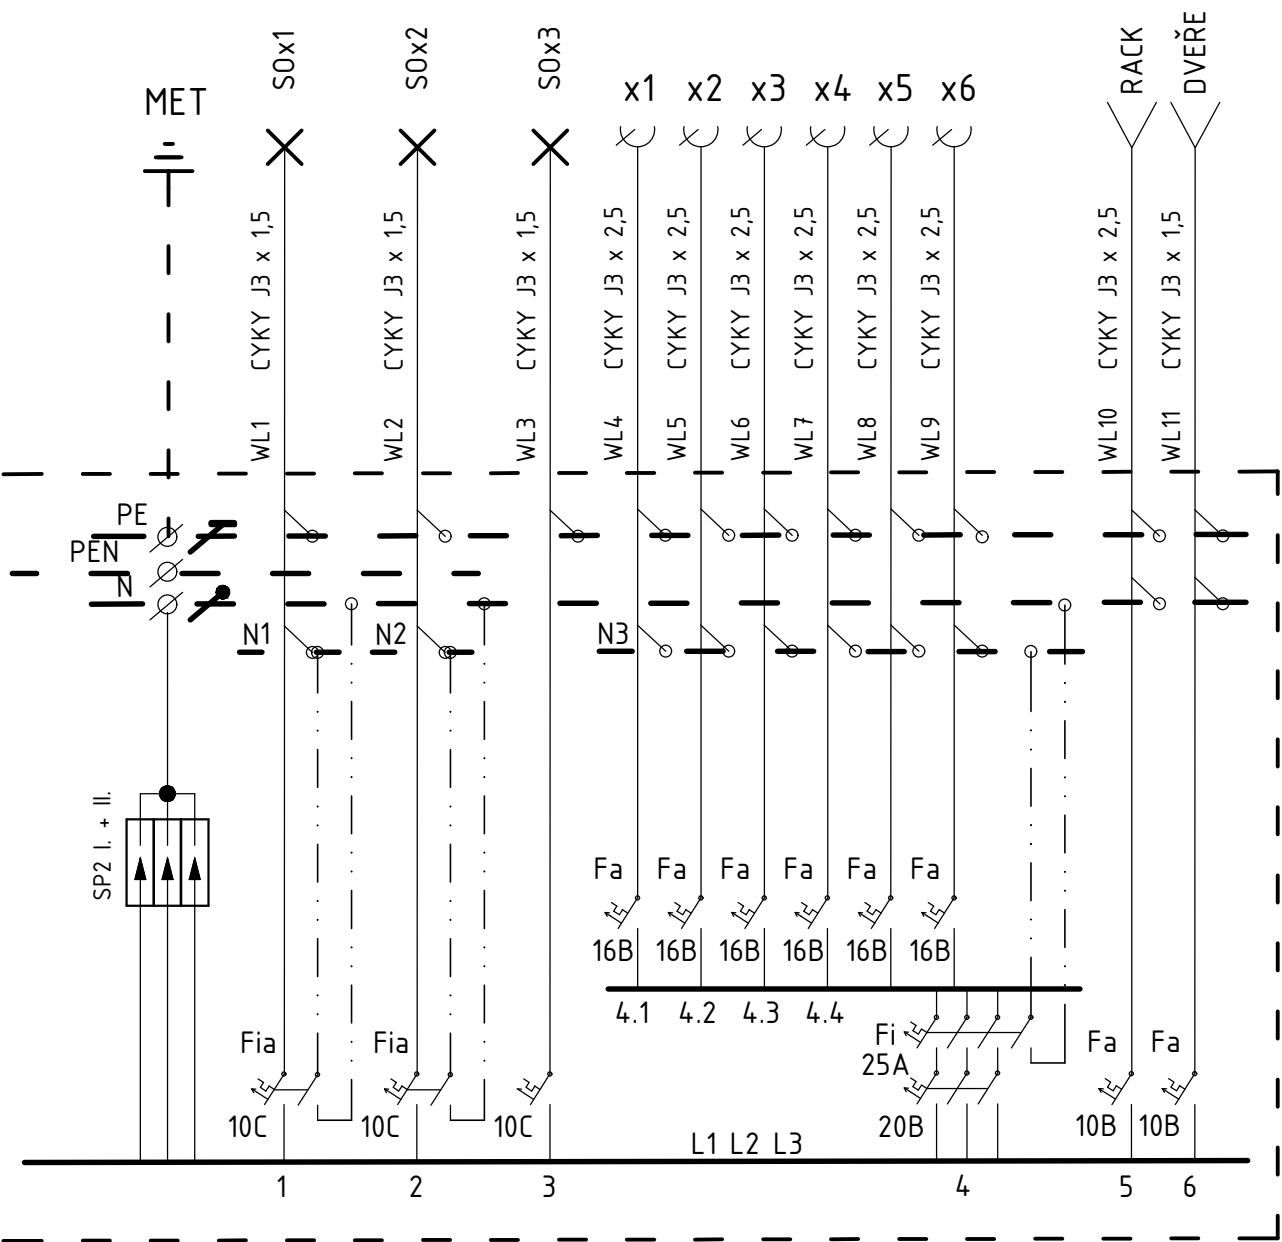 MET
SOx1
SOx2
SOx3
x1 x2 x3 x4 x5 x6
RACK
DVEŘE
CYKY J3 x 1,5
CYKY J3 x 1,5
CYKY J3 x 1,5
CYKY J3 x 2,5
CYKY J3 x 2,5
CYKY J3 x 2,5
CYKY J3 x 2,5
CYKY J3 x 2,5
CYKY J3 x 2,5
CYKY J3 x 2,5
CYKY J3 x 1,5
WL1
WL2
WL3
WL4
WL5
WL6
WL7
WL8
WL9
WL10
WL11
PE
PEN
N
N1
N2
N3
SP2 I. + II.
Fa Fa Fa Fa Fa Fa
16B 16B 16B 16B 16B 16B
4.1 4.2 4.3 4.4
Fi
25A
Fia Fia
Fa Fa
10C 10C 10C
20B
10B 10B
L1 L2 L3
1 2 3 4 5 6